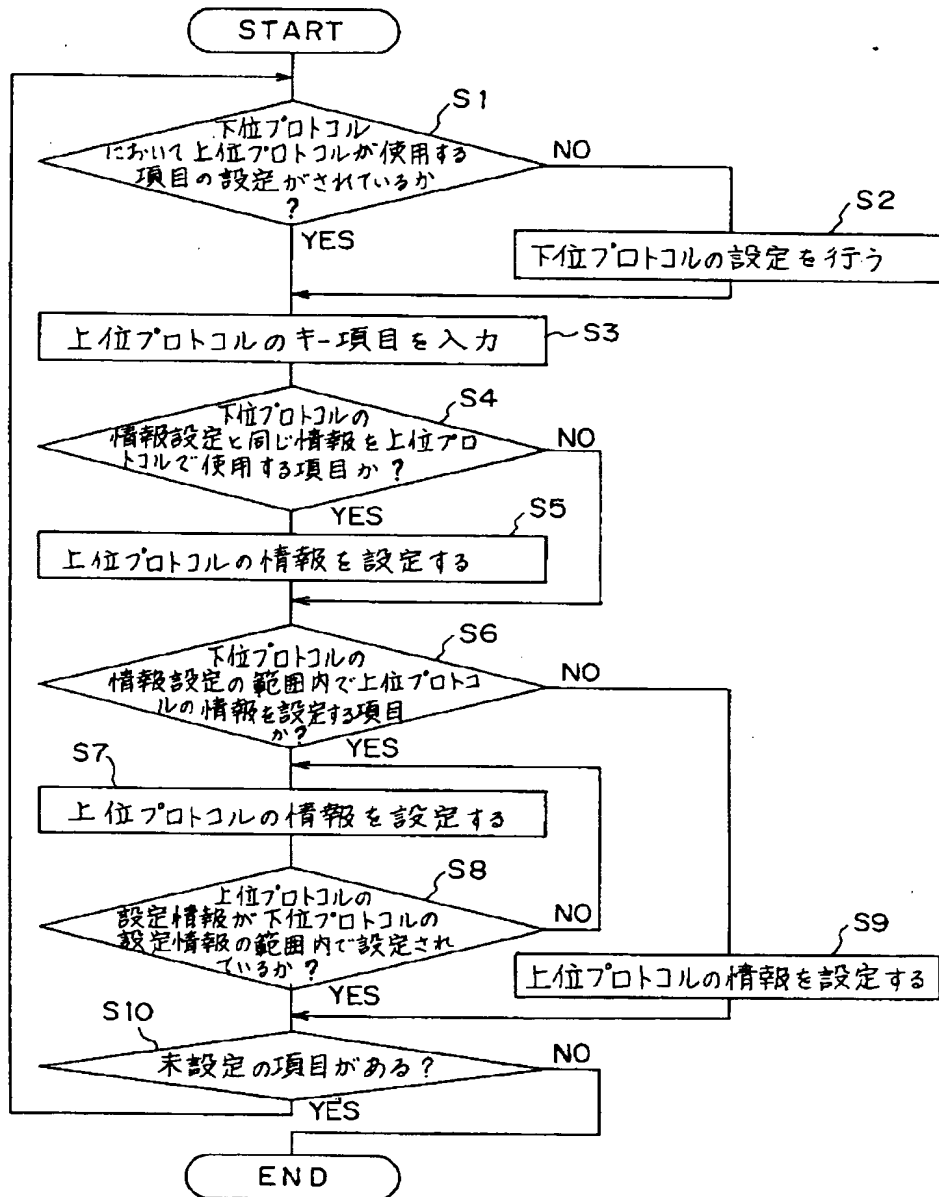 START
S1
下位プロトコル
において上位プロトコルが使用する
項目の設定がされているか
?
NO
YES
S2
下位プロトコルの設定を行う
上位プロトコルのキー項目を入力
S3
S4
下位プロトコルの
情報設定と同じ情報を上位プロ
トコルで使用する項目か?
NO
YES
S5
上位プロトコルの情報を設定する
S6
下位プロトコルの
情報設定の範囲内で上位プロトコ
ルの情報を設定する項目
か?
NO
YES
S7
上位プロトコルの情報を設定する
S8
上位プロトコルの
設定情報が下位プロトコルの
設定情報の範囲内で設定され
ているか?
NO
YES
S9
上位プロトコルの情報を設定する
S10
未設定の項目がある?
NO
YES
END